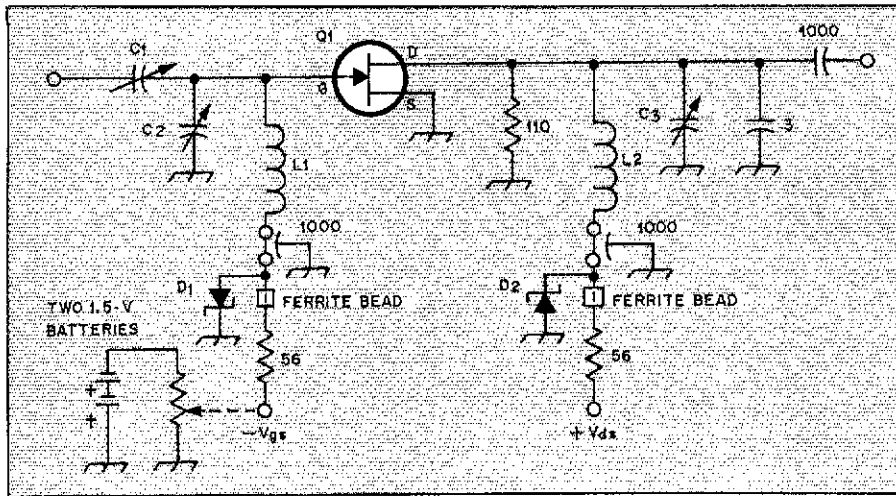 C1
Q1
D
G
S
1000
C2
L1
110
L2
C3
3
1000
1000
D1
FERRITE BEAD
D2
FERRITE BEAD
TWO 1.5-V
BATTERIES
56
56
+
+
-Vgs
+Vds